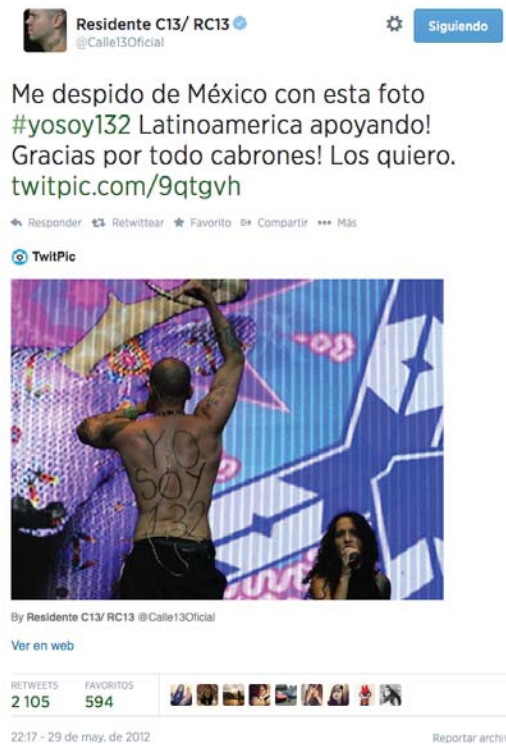 Residente C13/ RC13
@Calle13Oficial
Siguiendo
Me despido de México con esta foto
#yosoy132 Latinoamerica apoyando!
Gracias por todo cabrones! Los quiero.
twitpic.com/9qtgvh
Responder Retwittear Favorito Compartir ••• Más
TwitPic
YO
SOY
132
By Residente C13/ RC13 @Calle13Oficial
Ver en web
RETWEETS FAVORITOS
2 105 594
22:17 - 29 de may. de 2012 Reportar archiv